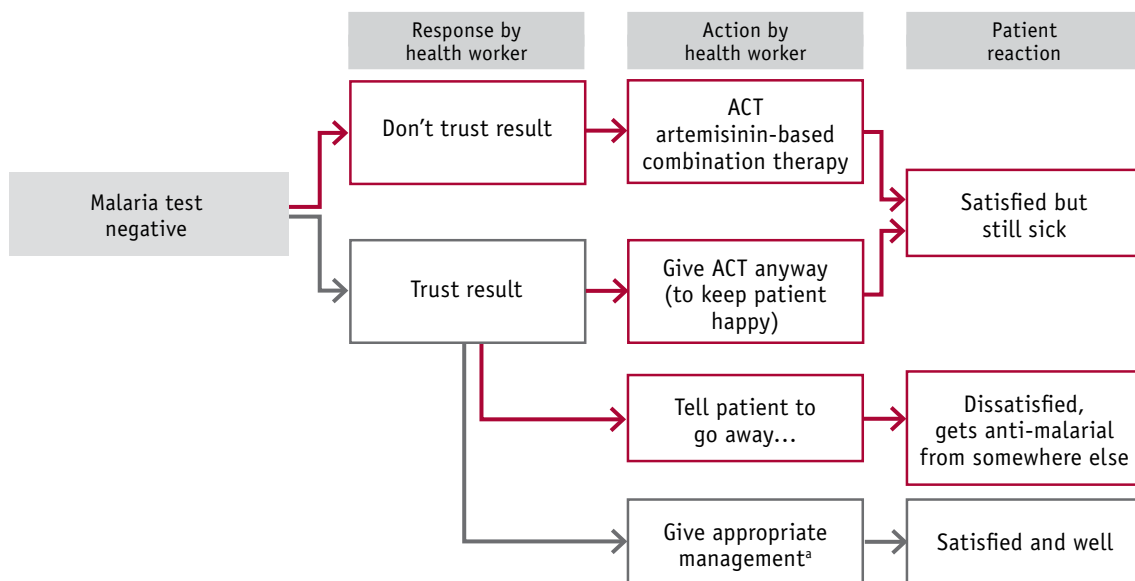 Response by
health worker
Action by
health worker
Patient
reaction
Malaria test
negative
Don't trust result
ACT
artemisinin-based
combination therapy
Satisfied but
still sick
Trust result
Give ACT anyway
(to keep patient
happy)
Tell patient to
go away...
Dissatisfied,
gets anti-malarial
from somewhere else
Give appropriate
managementª
Satisfied and well